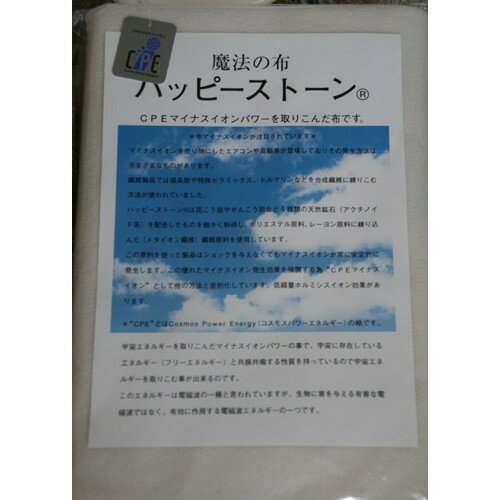 CPE
魔法の布
ハッピーストーン®
CPEマイナスイオンパワーを取りこんだ布です。
*今マイナスイオンが注目されています*
マイナスイオンを売り物にしたエアコンや高級車が登場しておりその発生方法は
さまざまなものがあります。
繊維製品では備長炭や特殊セラミックス、トルマリンなどを合成繊維に練りこむ
方法が使われていました。
ハッピーストーン®は花こう岩やせんこう岩など6種類の天然鉱石(アクチノイ
ド系)を配合したものを細かく粉砕し、ポリエステル原料、レーヨン原料に練り込
んだ(メタイオン繊維)繊維原料を使用しています。
この原料を使った製品はショックを与えなくてもマイナスイオンが常に安定的に
発生します。この優れたマイナスイオン発生効果を強調する為"CPEマイナスイ
オン"として他の方法と差別化しています。低線量ホルミシスイオン効果があ
ります。
*"CPE"とはCosmos Power Energy(コスモスパワーエネルギー)の略です。
宇宙エネルギーを取りこんだマイナスイオンパワーの事で、宇宙に存在している
エネルギー(フリーエネルギー)と共振共鳴する性質を持っているので宇宙エネ
ルギーを取りこむ事が出来るのです。
このエネルギーは電磁波の一種と言われていますが、生物に害を与える有害な電
磁波ではなく、有効に作用する電磁波エネルギーの一つです。